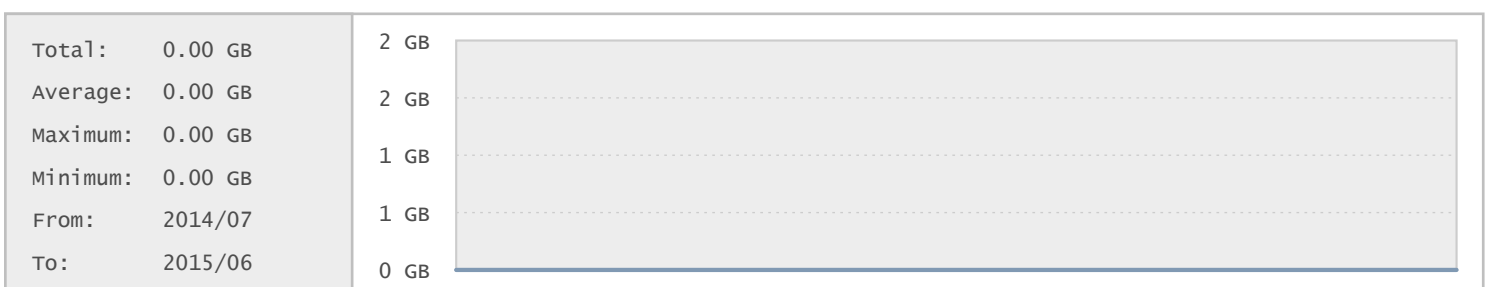 Total: 0.00 GB
Average: 0.00 GB
Maximum: 0.00 GB
Minimum: 0.00 GB
From: 2014/07
To: 2015/06
2 GB
2 GB
1 GB
1 GB
0 GB